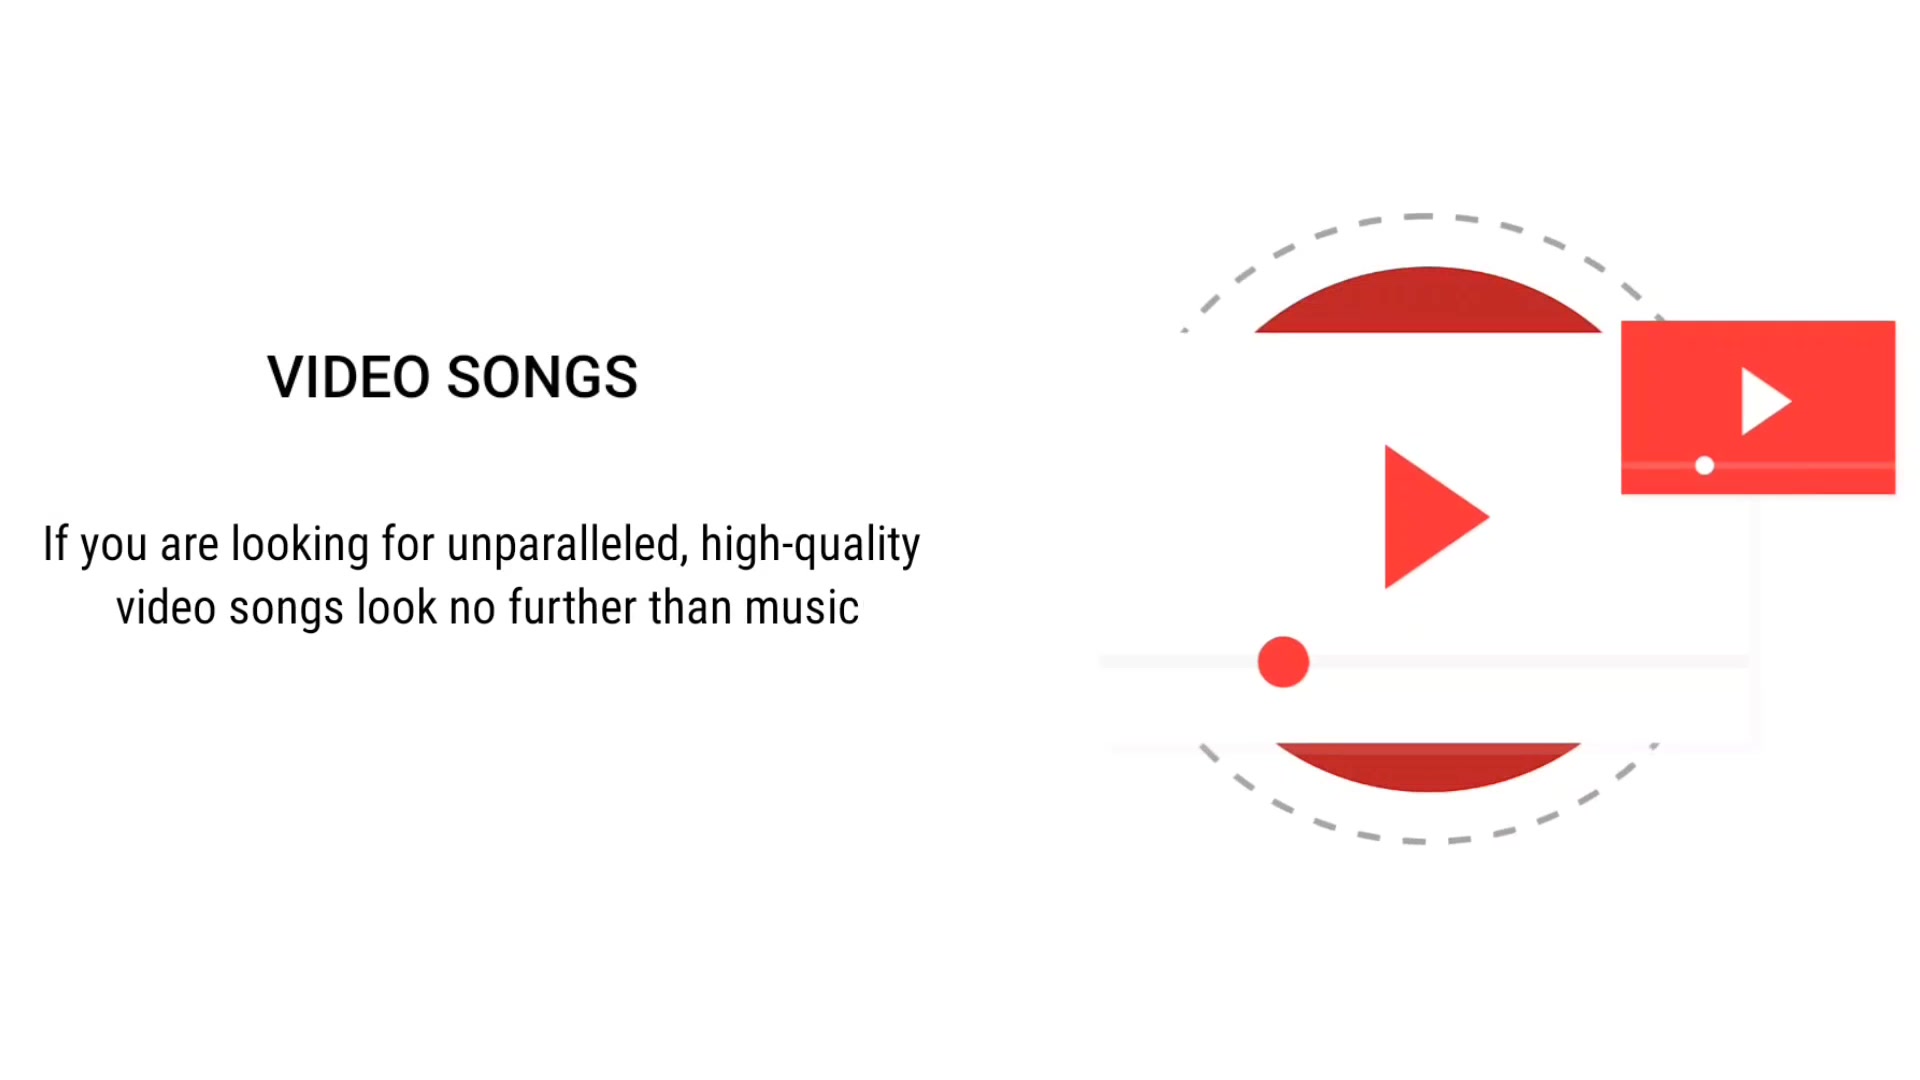 VIDEO SONGS
If you are looking for unparalleled, high-quality
video songs look no further than music